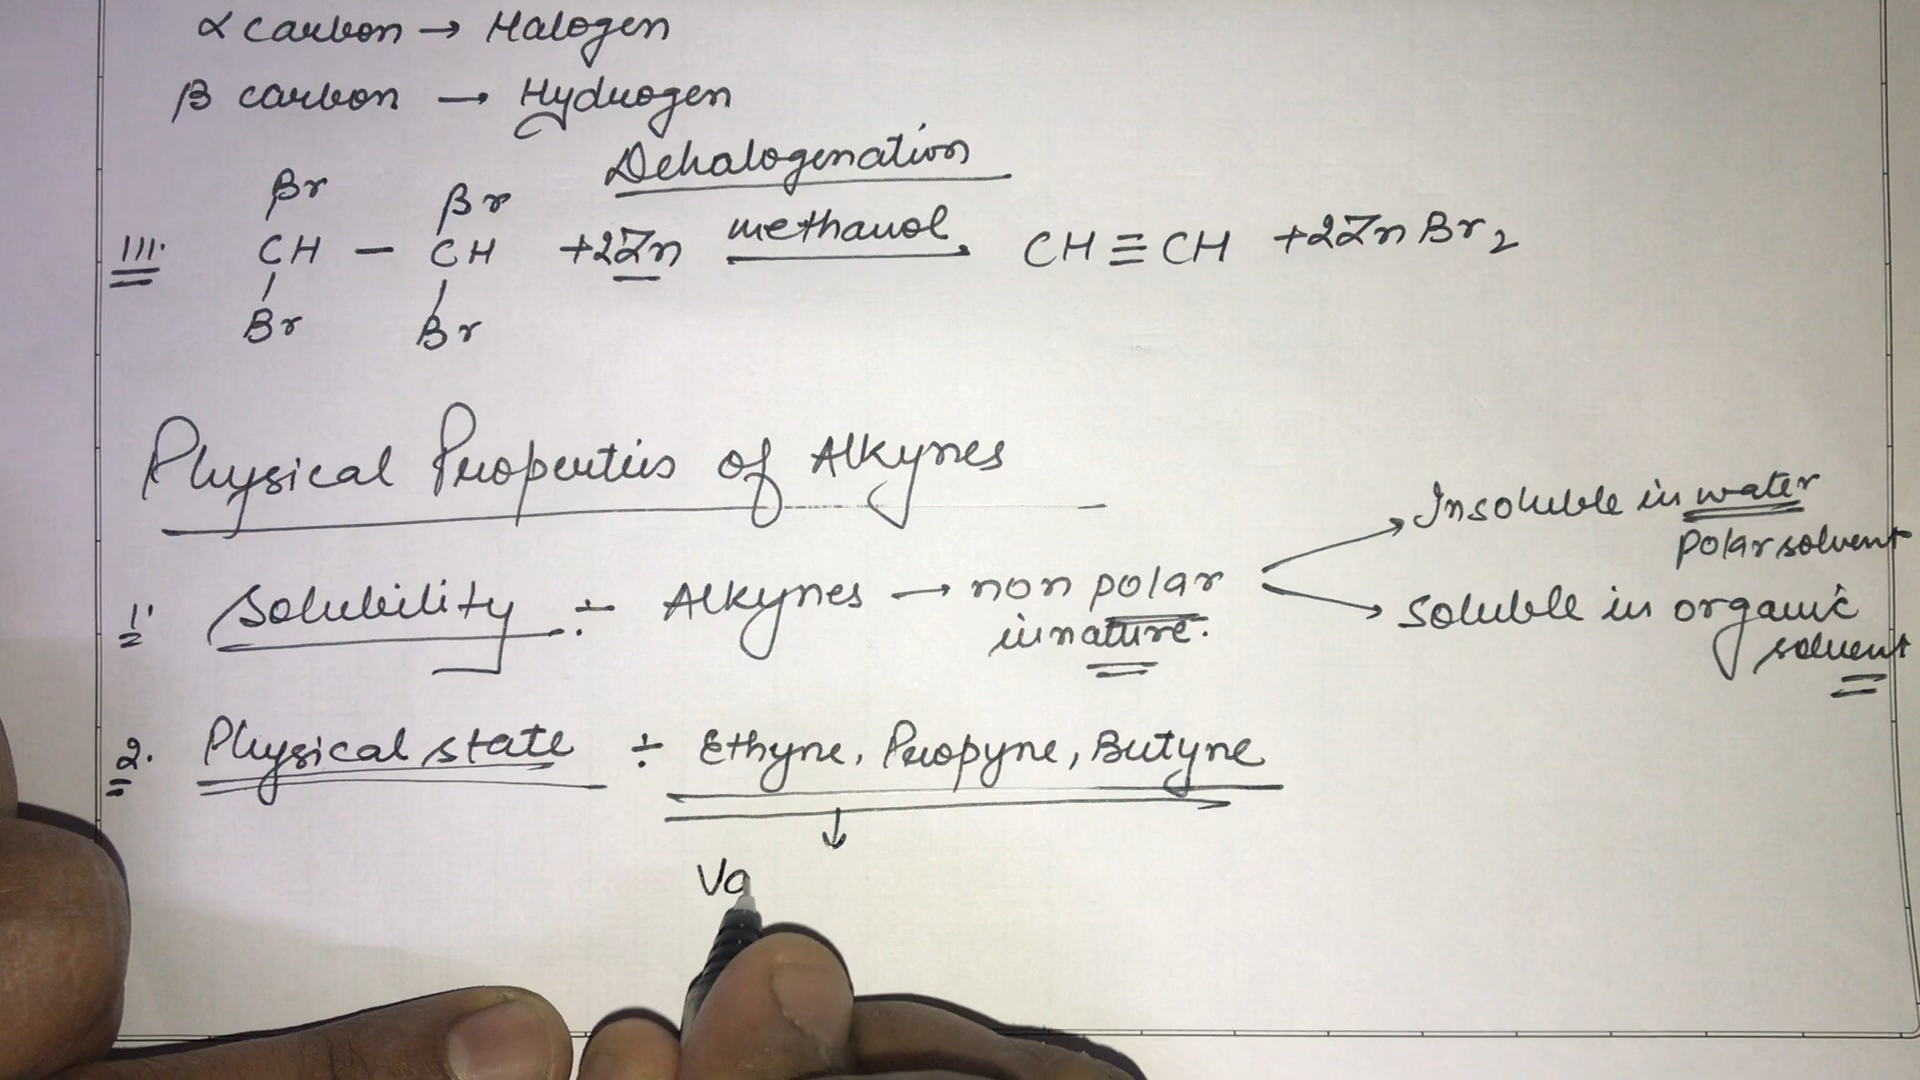 α carbon → Halogen
β carbon → Hydrogen
Dehalogenation
Br Br
III. CH – CH +2Zn methanol CH≡CH +2ZnBr2
Br Br
Physical Properties of Alkynes
Insoluble in water
polar solvent
1. Solubility ÷ Alkynes → non polar
in nature.
Soluble in organic
solvent
2. Physical state ÷ Ethyne, Propyne, Butyne
↓
Va